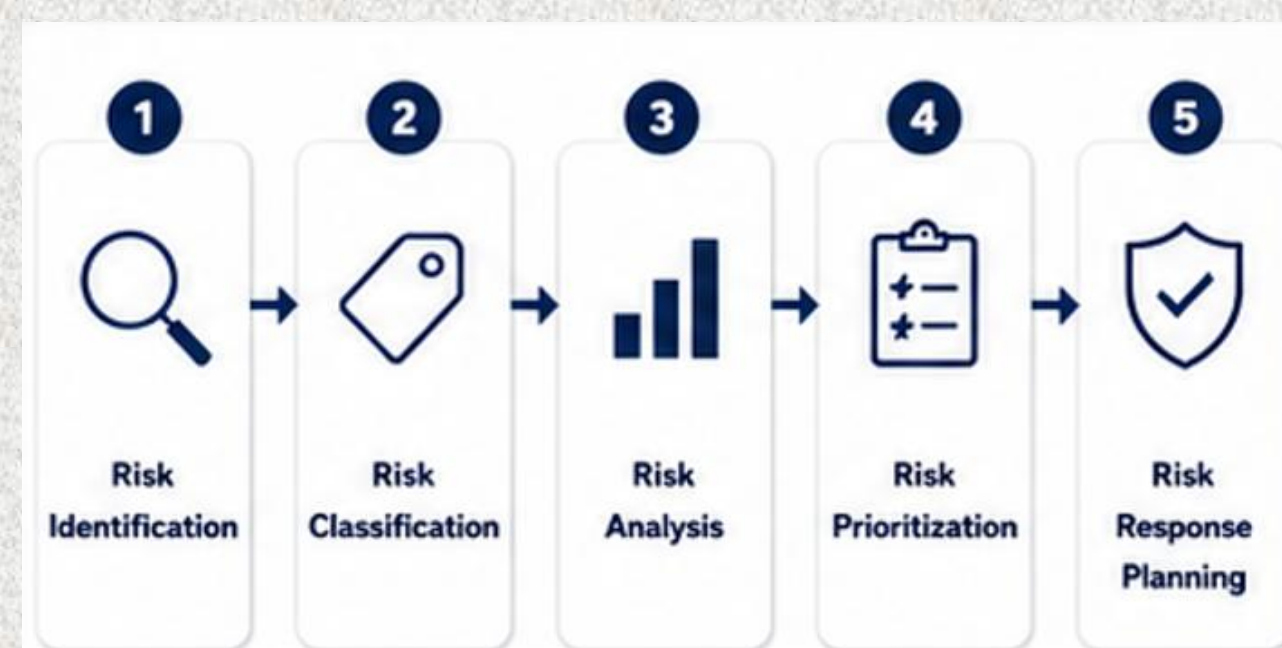 1
Risk
Identification
2
Risk
Classification
3
Risk
Analysis
4
Risk
Prioritization
5
Risk
Response
Planning